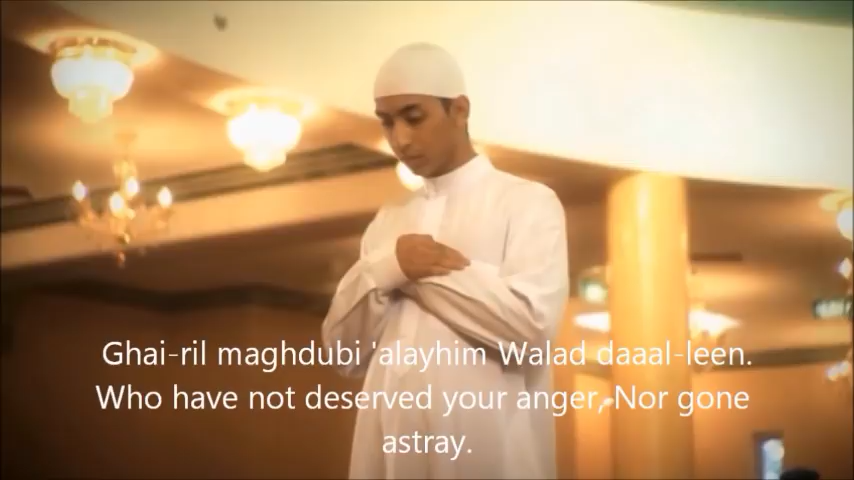 Ghai-ril maghdubi 'alayhim Walad daaal-leen.
Who have not deserved your anger, Nor gone
astray.